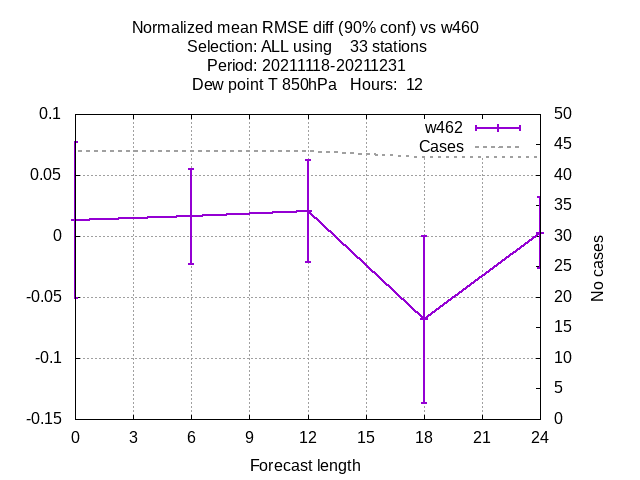 Normalized mean RMSE diff (90% conf) vs w460
Selection: ALL using    33 stations
Period: 20211118-20211231
Dew point T 850hPa   Hours:  12
w462
Cases
0.1
0.05
0
-0.05
-0.1
-0.15
50
45
40
35
30
25
20
15
10
5
0
No cases
0 3 6 9 12 15 18 21 24
Forecast length